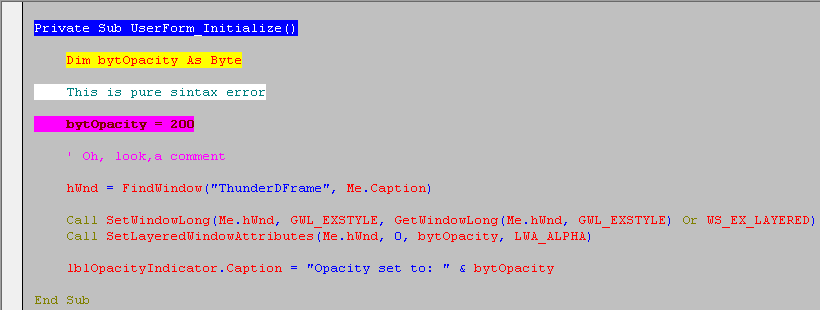 Private Sub UserForm_Initialize()
Dim bytOpacity As Byte
This is pure sintax error
bytOpacity = 200
' Oh, look,a comment
hWnd = FindWindow("ThunderDFrame", Me.Caption)
Call SetWindowLong(Me.hWnd, GWL_EXSTYLE, GetWindowLong(Me.hWnd, GWL_EXSTYLE) Or WS_EX_LAYERED)
Call SetLayeredWindowAttributes(Me.hWnd, 0, bytOpacity, LWA_ALPHA)
lblOpacityIndicator.Caption = "Opacity set to: " & bytOpacity
End Sub